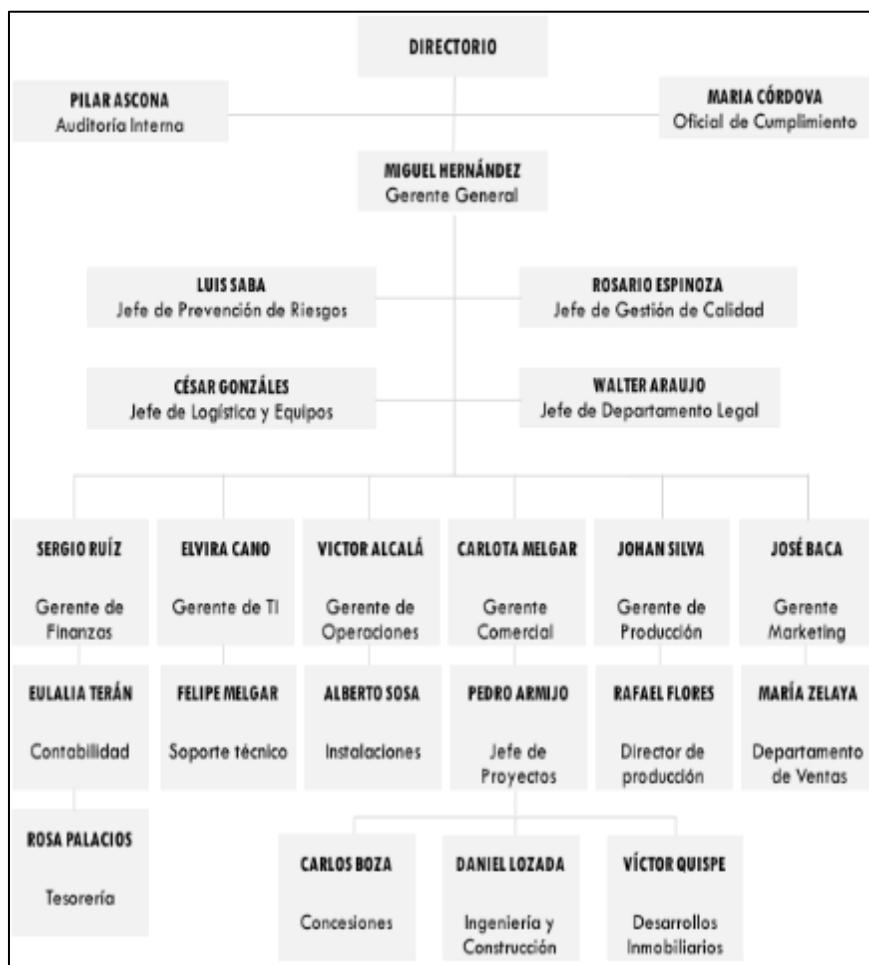 DIRECTORIO
PILAR ASCONA
Auditoría Interna
MARIA CÓRDOVA
Oficial de Cumplimiento
MIGUEL HERNÁNDEZ
Gerente General
LUIS SABA
Jefe de Prevención de Riesgos
ROSARIO ESPINOZA
Jefe de Gestión de Calidad
CÉSAR GONZÁLES
Jefe de Logística y Equipos
WALTER ARAUJO
Jefe de Departamento Legal
SERGIO RUÍZ
Gerente de
Finanzas
ELVIRA CANO
Gerente de TI
VICTOR ALCALÁ
Gerente de
Operaciones
CARLOTA MELGAR
Gerente
Comercial
JOHAN SILVA
Gerente de
Producción
JOSÉ BACA
Gerente
Marketing
EULALIA TERÁN
Contabilidad
FELIPE MELGAR
Soporte técnico
ALBERTO SOSA
Instalaciones
PEDRO ARMIJO
Jefe de
Proyectos
RAFAEL FLORES
Director de
producción
MARÍA ZELAYA
Departamento
de Ventas
ROSA PALACIOS
Tesorería
CARLOS BOZA
Concesiones
DANIEL LOZADA
Ingeniería y
Construcción
VÍCTOR QUISPE
Desarrollos
Inmobiliarios